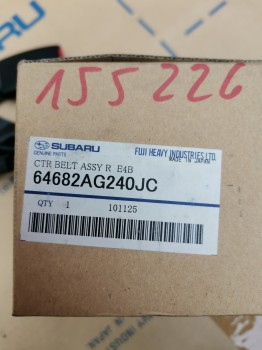 155226
SUBARU
GENUINE PARTS
FUJI HEAVY INDUSTRIES LTD.
MADE IN JAPAN
CTR BELT ASSY R E4B
64682AG240JC
QTY 1 101125